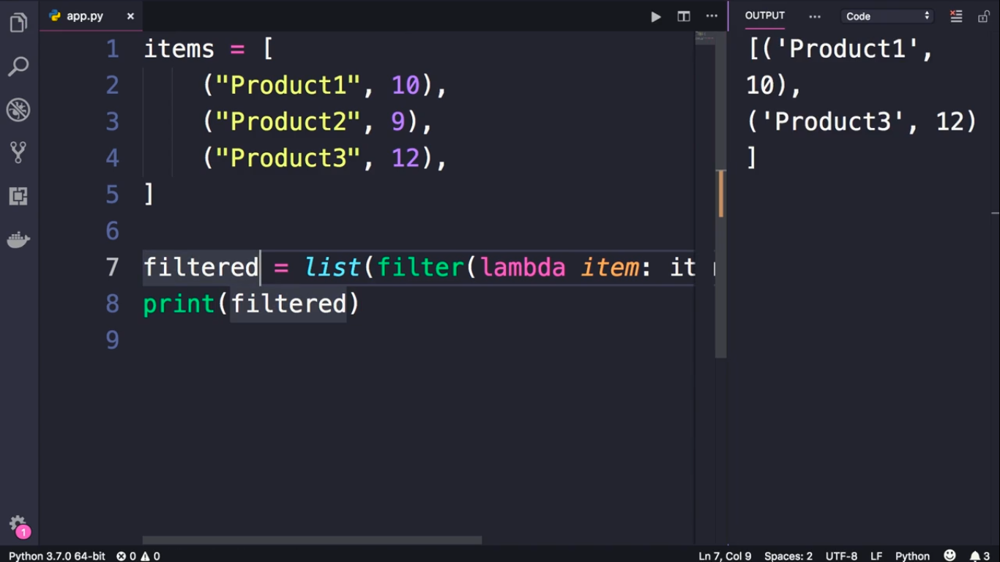 app.py
1 items = [
2 ("Product1", 10),
3 ("Product2", 9),
4 ("Product3", 12),
5 ]
6
7 filtered = list(filter(lambda item: it
8 print(filtered)
9
OUTPUT
Code
[('Product1',
10),
('Product3', 12)
]
1
Python 3.7.0 64-bit 0 0 Ln 7, Col 9 Spaces: 2 UTF-8 LF Python 3